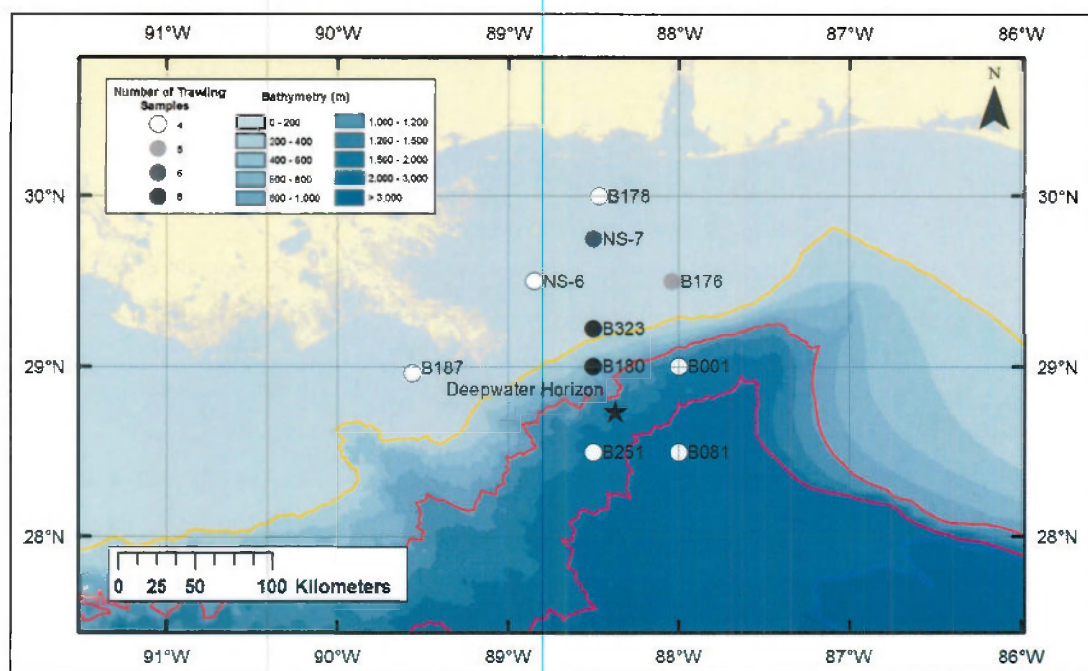 91°W 90°W 89°W 88°W 87°W 86°W
N
Number of Trawling
Samples
4
5
6
8
Bathymetry (m)
0 - 200
200 - 400
400 - 600
600 - 800
800 - 1,000
1,000 - 1,200
1,200 - 1,500
1,500 - 2,000
2,000 - 3,000
> 3,000
30°N 30°N
B178
NS-7
NS-6
B176
B323
29°N 29°N
B187
B180
B001
Deepwater Horizon
B251
B081
28°N 28°N
0 25 50 100 Kilometers
91°W 90°W 89°W 88°W 87°W 86°W